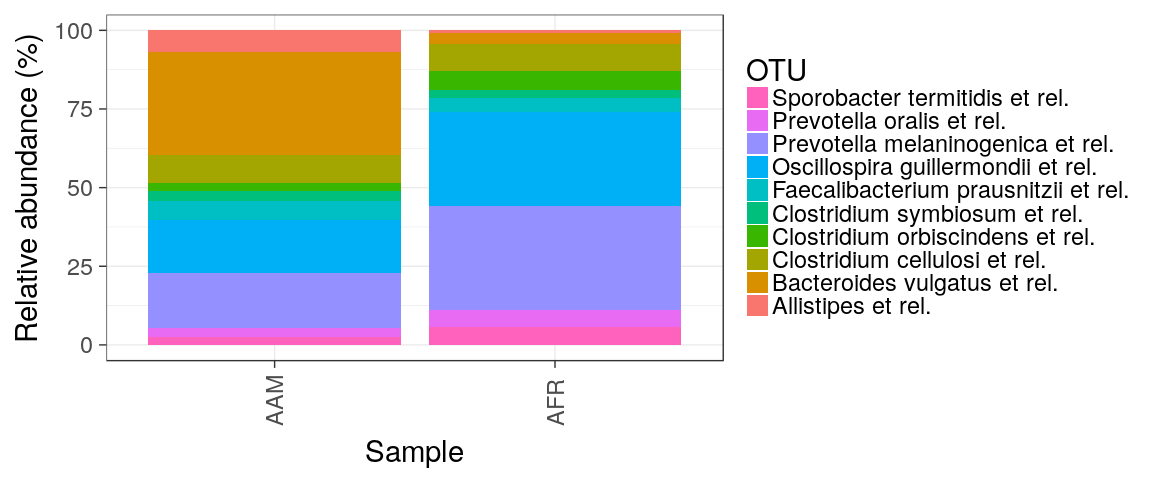 Relative abundance (%)
100
75
50
25
0
AAM
AFR
Sample
OTU
Sporobacter termitidis et rel.
Prevotella oralis et rel.
Prevotella melaninogenica et rel.
Oscillospira guillermondii et rel.
Faecalibacterium prausnitzii et rel.
Clostridium symbiosum et rel.
Clostridium orbiscindens et rel.
Clostridium cellulosi et rel.
Bacteroides vulgatus et rel.
Allistipes et rel.